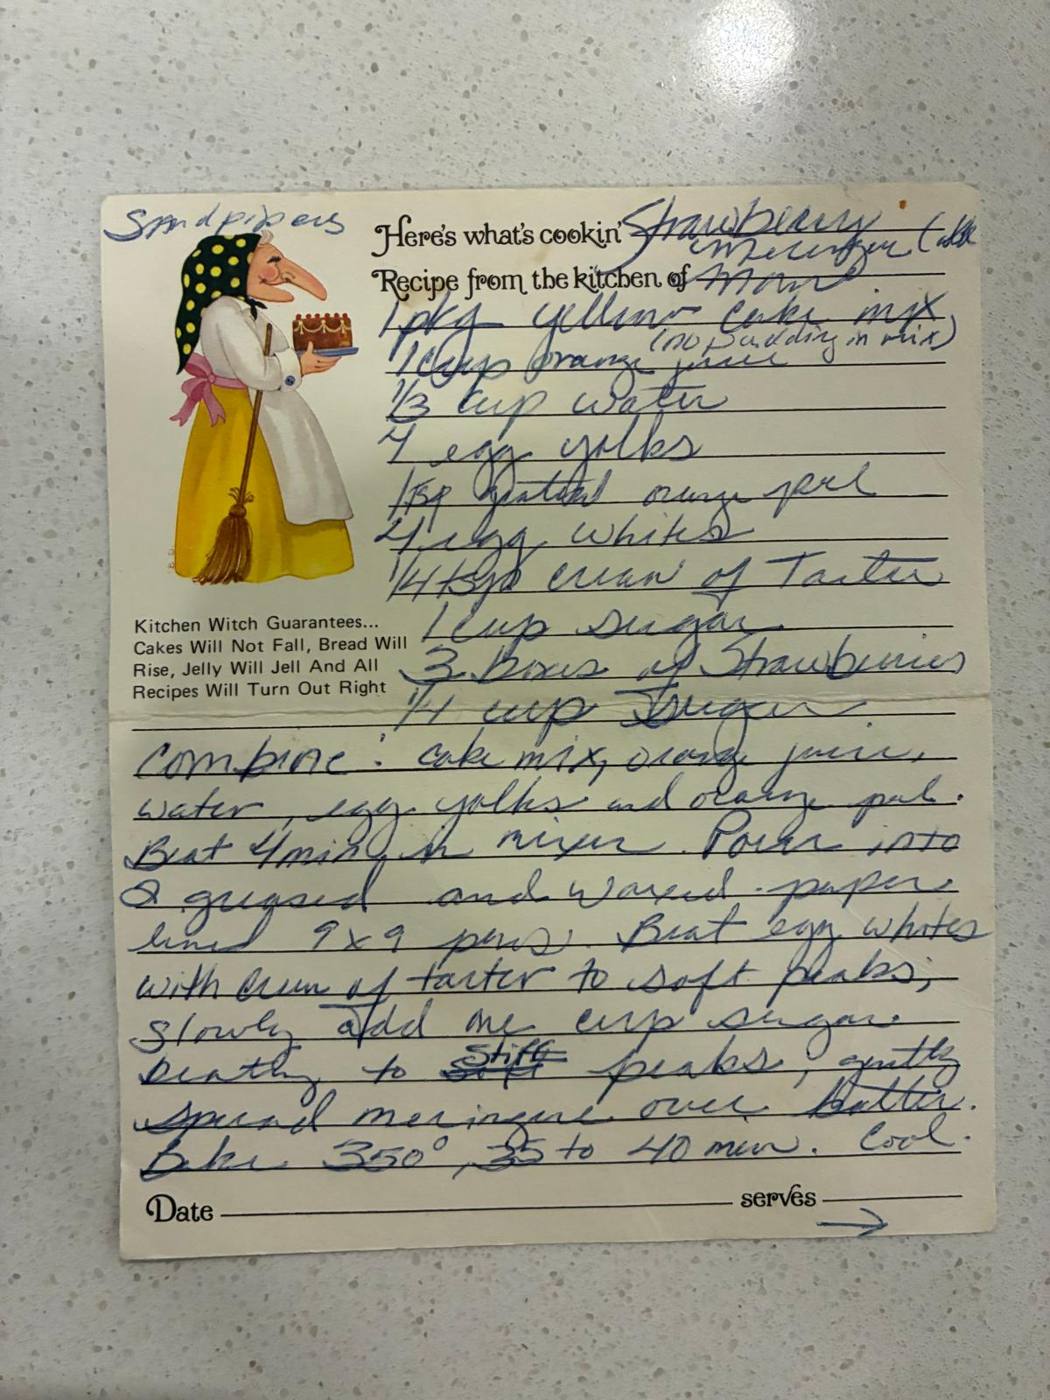 Sandpipers
Here's what's cookin' Strawberry
Meringue Cake
Recipe from the kitchen of Mom
1 pkg yellow cake mix
(no pudding in mix)
1 cup orange juice
1/3 cup water
4 egg yolks
1 tsp grated orange peel
4 egg whites
1/4 tsp cream of Tarter
1 cup sugar
3 Boxes of Strawberries
1/4 cup Sugar
Kitchen Witch Guarantees...
Cakes Will Not Fall, Bread Will
Rise, Jelly Will Jell And All
Recipes Will Turn Out Right
Combine: cake mix, orange juice,
water, egg yolks and orange peel.
Beat 4 min in mixer. Pour into
2 greased and waxed paper
lined 9x9 pans. Beat egg whites
with cream of tarter to soft peaks;
Slowly add one cup sugar
beating to stiff peaks, gently
spread meringue over batter.
Bake 350°, 35 to 40 min. Cool.
Date serves
→